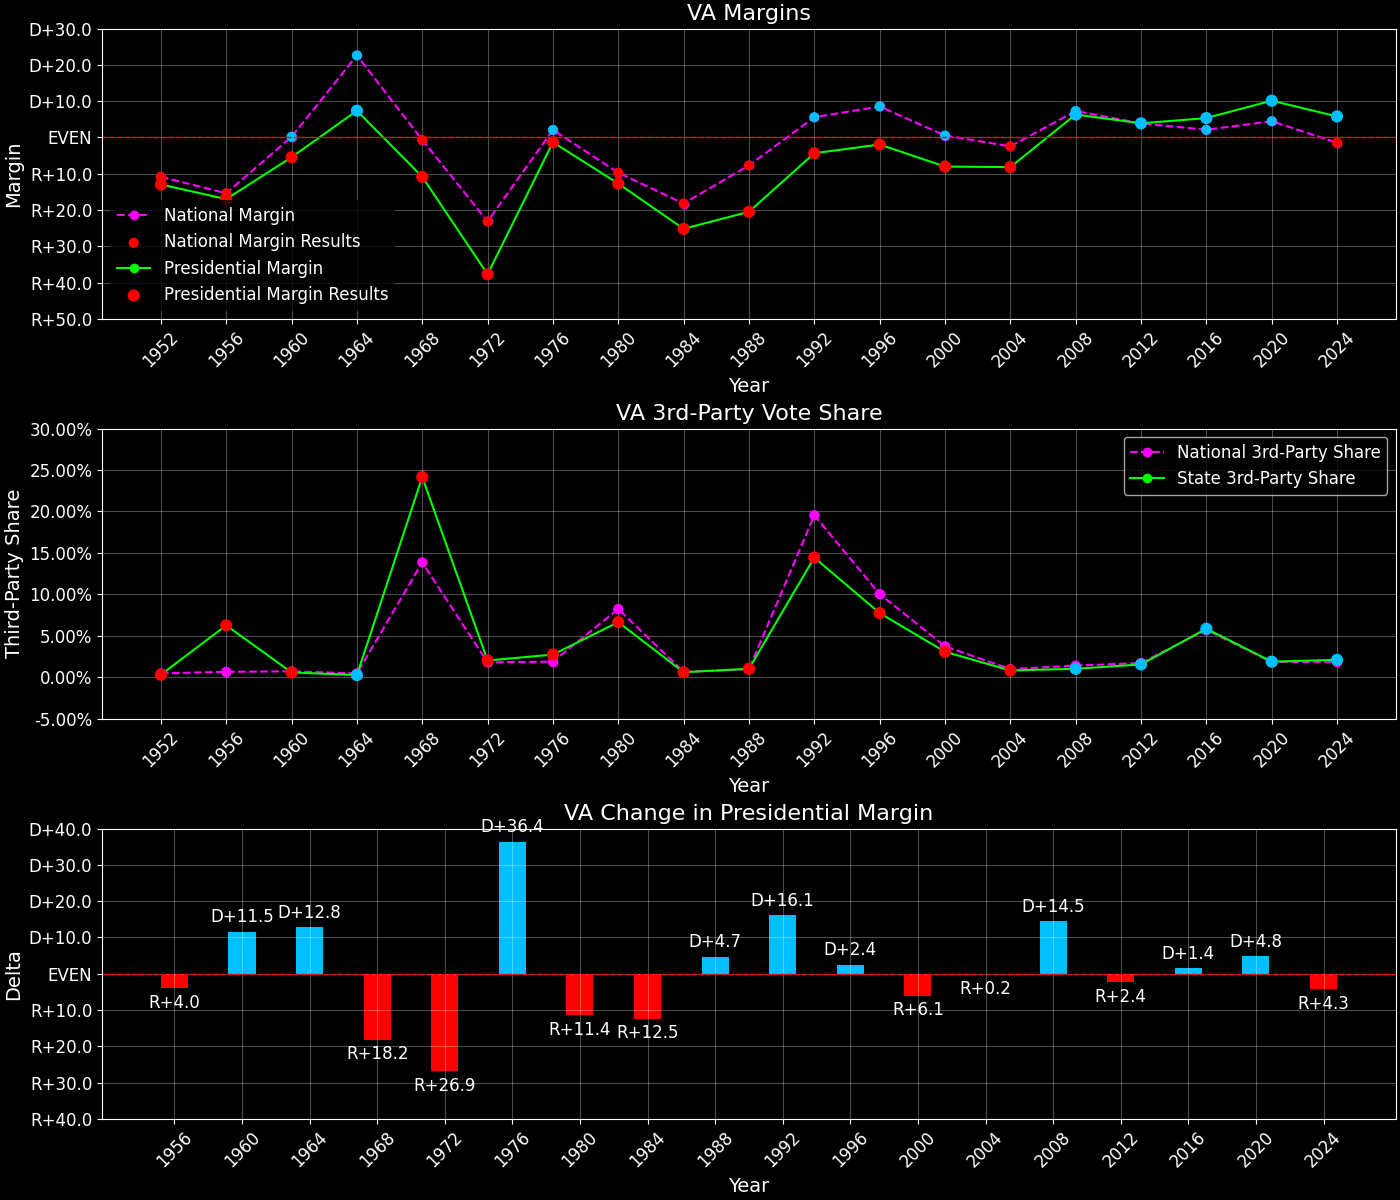 VA Margins
D+30.0
D+20.0
D+10.0
EVEN
R+10.0
R+20.0
R+30.0
R+40.0
R+50.0
Margin
National Margin
National Margin Results
Presidential Margin
Presidential Margin Results
1952 1956 1960 1964 1968 1972 1976 1980 1984 1988 1992 1996 2000 2004 2008 2012 2016 2020 2024
Year
VA 3rd-Party Vote Share
30.00%
25.00%
20.00%
15.00%
10.00%
5.00%
0.00%
-5.00%
Third-Party Share
National 3rd-Party Share
State 3rd-Party Share
1952 1956 1960 1964 1968 1972 1976 1980 1984 1988 1992 1996 2000 2004 2008 2012 2016 2020 2024
Year
VA Change in Presidential Margin
D+40.0
D+30.0
D+20.0
D+10.0
EVEN
R+10.0
R+20.0
R+30.0
R+40.0
Delta
R+4.0
D+11.5
D+12.8
R+18.2
R+26.9
D+36.4
R+11.4
R+12.5
D+4.7
D+16.1
D+2.4
R+6.1
R+0.2
D+14.5
R+2.4
D+1.4
D+4.8
R+4.3
1956 1960 1964 1968 1972 1976 1980 1984 1988 1992 1996 2000 2004 2008 2012 2016 2020 2024
Year